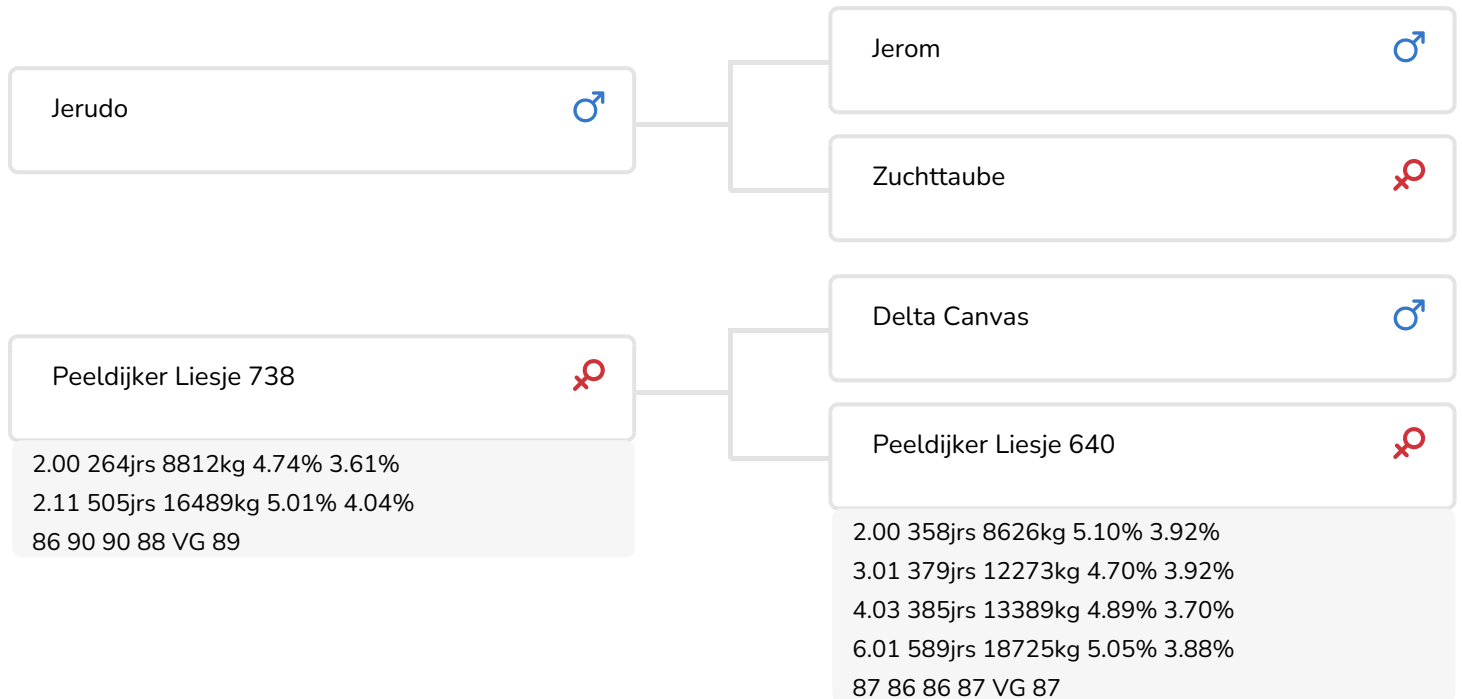 Jerudo
Jerom
Zuchttaube
Peeldijker Liesje 738
2.00 264jrs 8812kg 4.74% 3.61%
2.11 505jrs 16489kg 5.01% 4.04%
86 90 90 88 VG 89
Delta Canvas
Peeldijker Liesje 640
2.00 358jrs 8626kg 5.10% 3.92%
3.01 379jrs 12273kg 4.70% 3.92%
4.03 385jrs 13389kg 4.89% 3.70%
6.01 589jrs 18725kg 5.05% 3.88%
87 86 86 87 VG 87